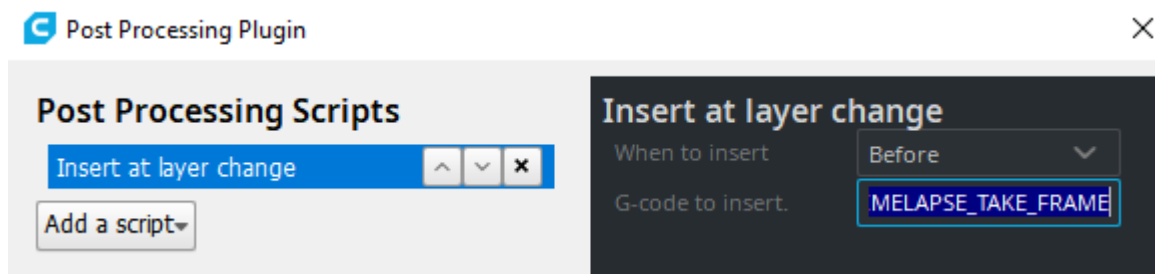 Post Processing Plugin
Post Processing Scripts
Insert at layer change
Add a script
Insert at layer change
When to insert
Before
G-code to insert.
MELAPSE_TAKE_FRAME